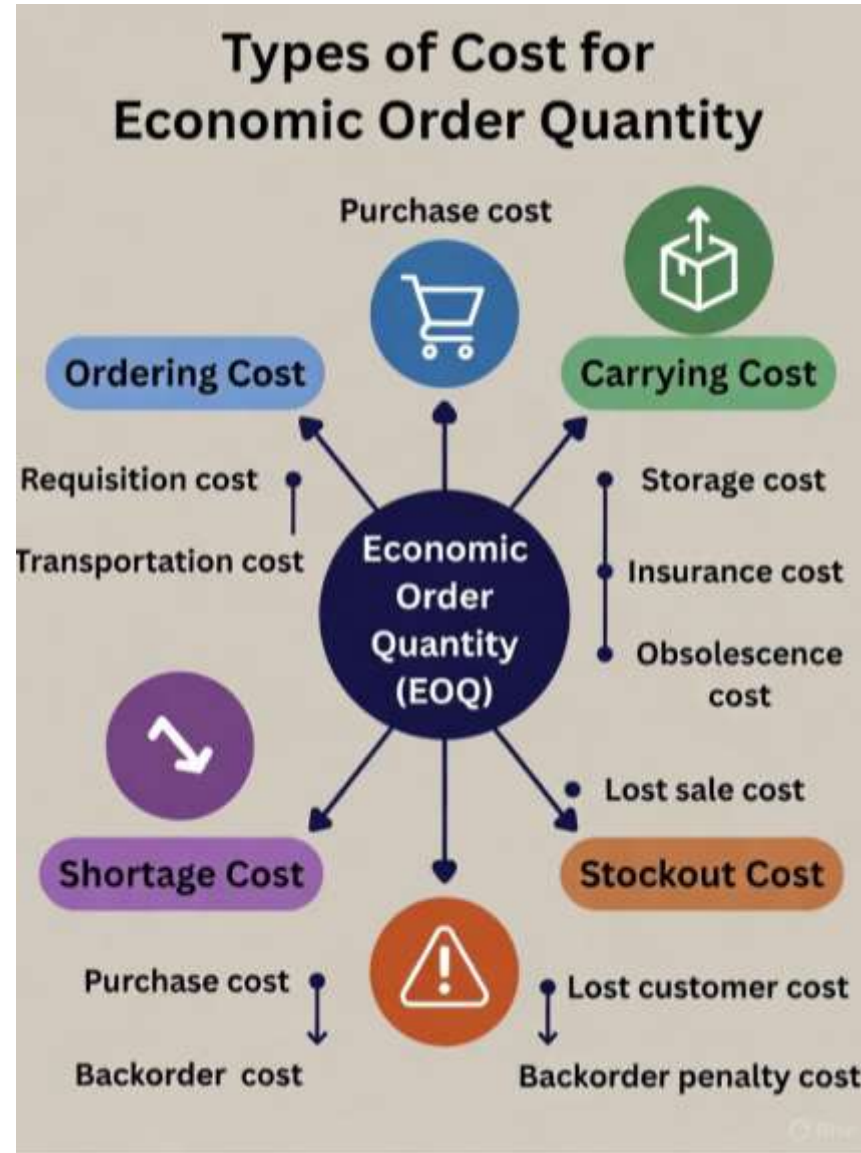 Types of Cost for
Economic Order Quantity
Purchase cost
Ordering Cost
Carrying Cost
Requisition cost
Transportation cost
Economic
Order
Quantity
(EOQ)
Storage cost
Insurance cost
Obsolescence
cost
Lost sale cost
Shortage Cost
Stockout Cost
Purchase cost
Backorder cost
Lost customer cost
Backorder penalty cost